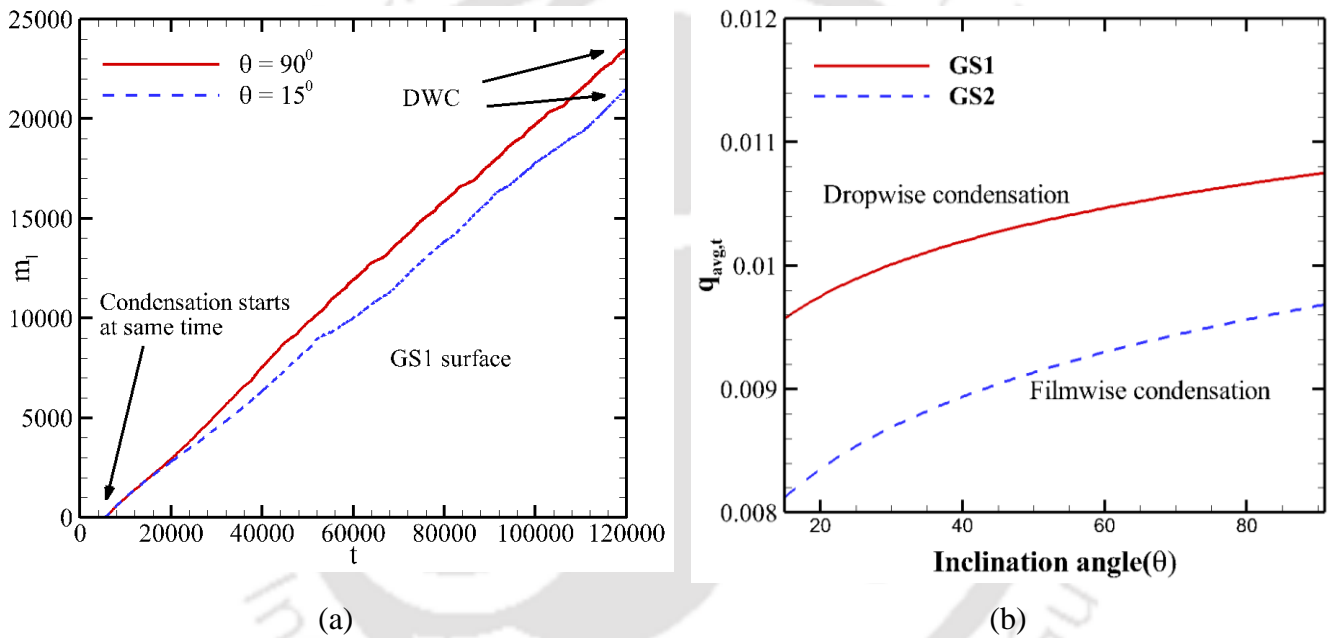 25000
20000
15000
10000
5000
0
m_l
θ = 90⁰
θ = 15⁰
DWC
Condensation starts
at same time
GS1 surface
0
20000
40000
60000
80000
100000
120000
t
(a)
0.012
0.011
0.01
0.009
0.008
q_avg,t
GS1
GS2
Dropwise condensation
Filmwise condensation
20
40
60
80
Inclination angle(θ)
(b)